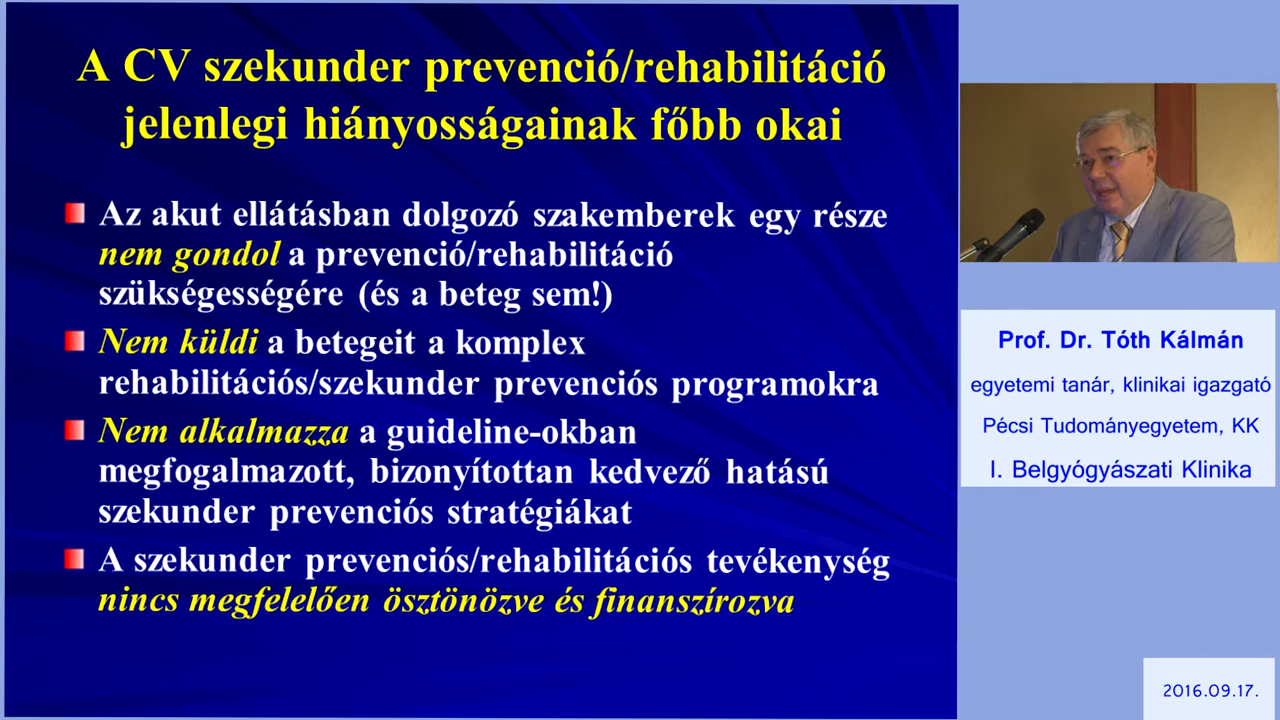 A CV szekunder prevenció/rehabilitáció
jelenlegi hiányosságainak főbb okai
Az akut ellátásban dolgozó szakemberek egy része
nem gondol a prevenció/rehabilitáció
szükségességére (és a beteg sem!)
Nem küldi a betegeit a komplex
rehabilitációs/szekunder prevenciós programokra
Nem alkalmazza a guideline-okban
megfogalmazott, bizonyítottan kedvező hatású
szekunder prevenciós stratégiákat
A szekunder prevenciós/rehabilitációs tevékenység
nincs megfelelően ösztönözve és finanszírozva
Prof. Dr. Tóth Kálmán
egyetemi tanár, klinikai igazgató
Pécsi Tudományegyetem, KK
I. Belgyógyászati Klinika
2016.09.17.